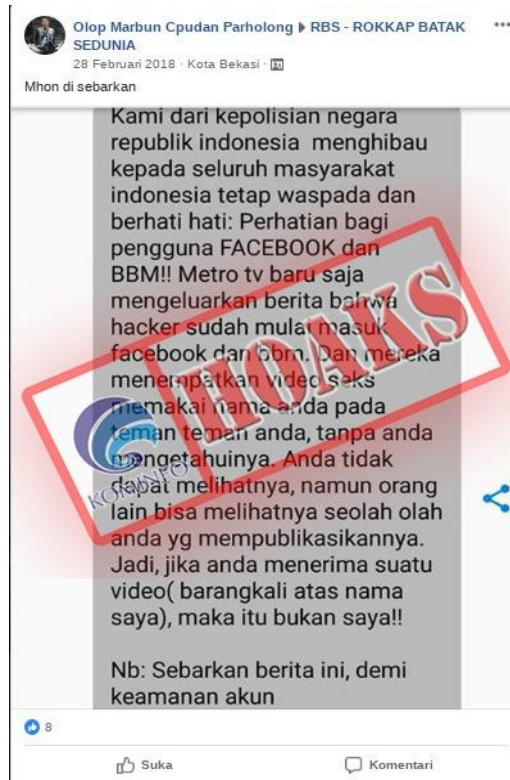 Olop Marbun Cpudan Parholong ▶ RBS - ROKKAP BATAK
SEDUNIA
28 Februari 2018 · Kota Bekasi ·
Mhon di sebarkan
Kami dari kepolisian negara
republik indonesia menghibau
kepada seluruh masyarakat
indonesia tetap waspada dan
berhati hati: Perhatian bagi
pengguna FACEBOOK dan
BBM!! Metro tv baru saja
mengeluarkan berita bahwa
hacker sudah mulai masuk
facebook dan bbm. Dan mereka
menempatkan video seks
memakai nama anda pada
teman teman anda, tanpa anda
mengetahuinya. Anda tidak
dapat melihatnya, namun orang
lain bisa melihatnya seolah olah
anda yg mempublikasikannya.
Jadi, jika anda menerima suatu
video( barangkali atas nama
saya), maka itu bukan saya!!
Nb: Sebarkan berita ini, demi
keamanan akun
HOAKS
KOMINFO
8
Suka
Komentari